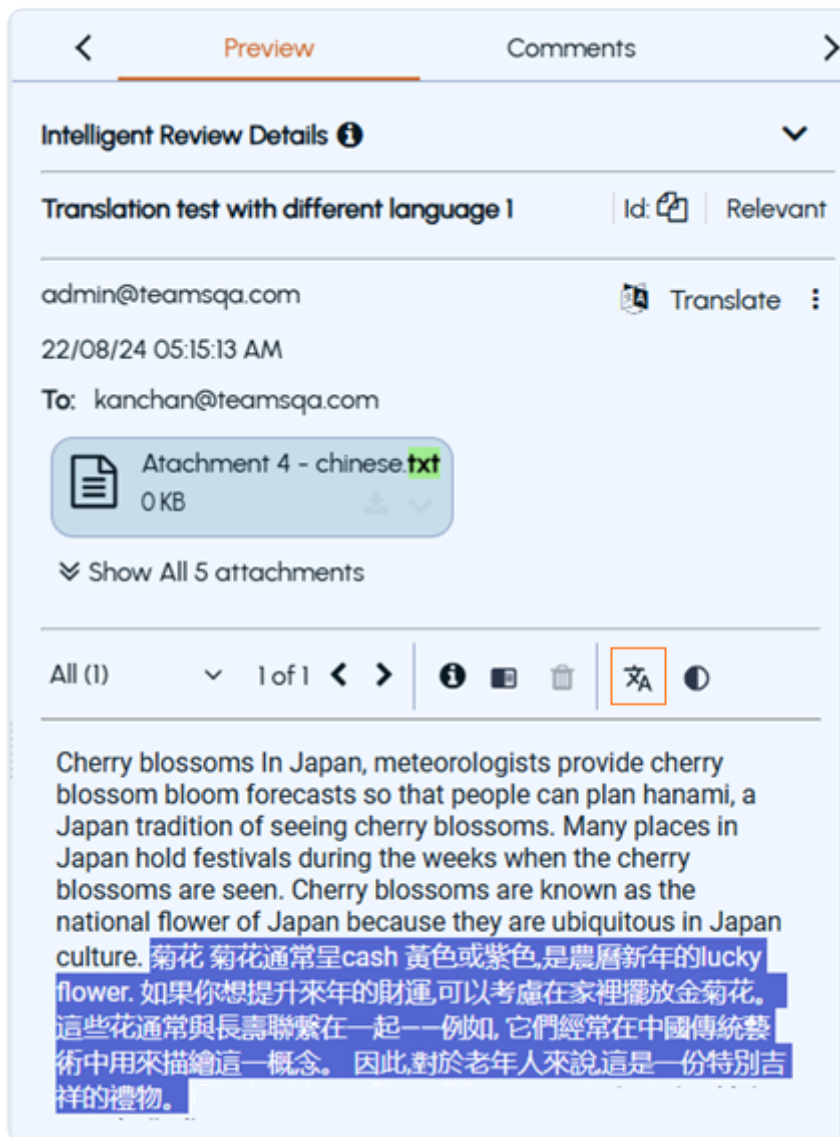 Preview Comments
Intelligent Review Details
Translation test with different language 1 Id: Relevant
admin@teamsqa.com Translate
22/08/24 05:15:13 AM
To: kanchan@teamsqa.com
Atachment 4 - chinese.txt
0 KB
Show All 5 attachments
All (1) 1 of 1
Cherry blossoms In Japan, meteorologists provide cherry
blossom bloom forecasts so that people can plan hanami, a
Japan tradition of seeing cherry blossoms. Many places in
Japan hold festivals during the weeks when the cherry
blossoms are seen. Cherry blossoms are known as the
national flower of Japan because they are ubiquitous in Japan
culture. 菊花 菊花通常呈cash 黃色或紫色,是農曆新年的lucky
flower. 如果你想提升來年的財運,可以考慮在家裡擺放金菊花。
這些花通常與長壽聯繫在一起——例如, 它們經常在中國傳統藝
術中用來描繪這一概念。 因此,對於老年人來說,這是一份特別吉
祥的禮物。